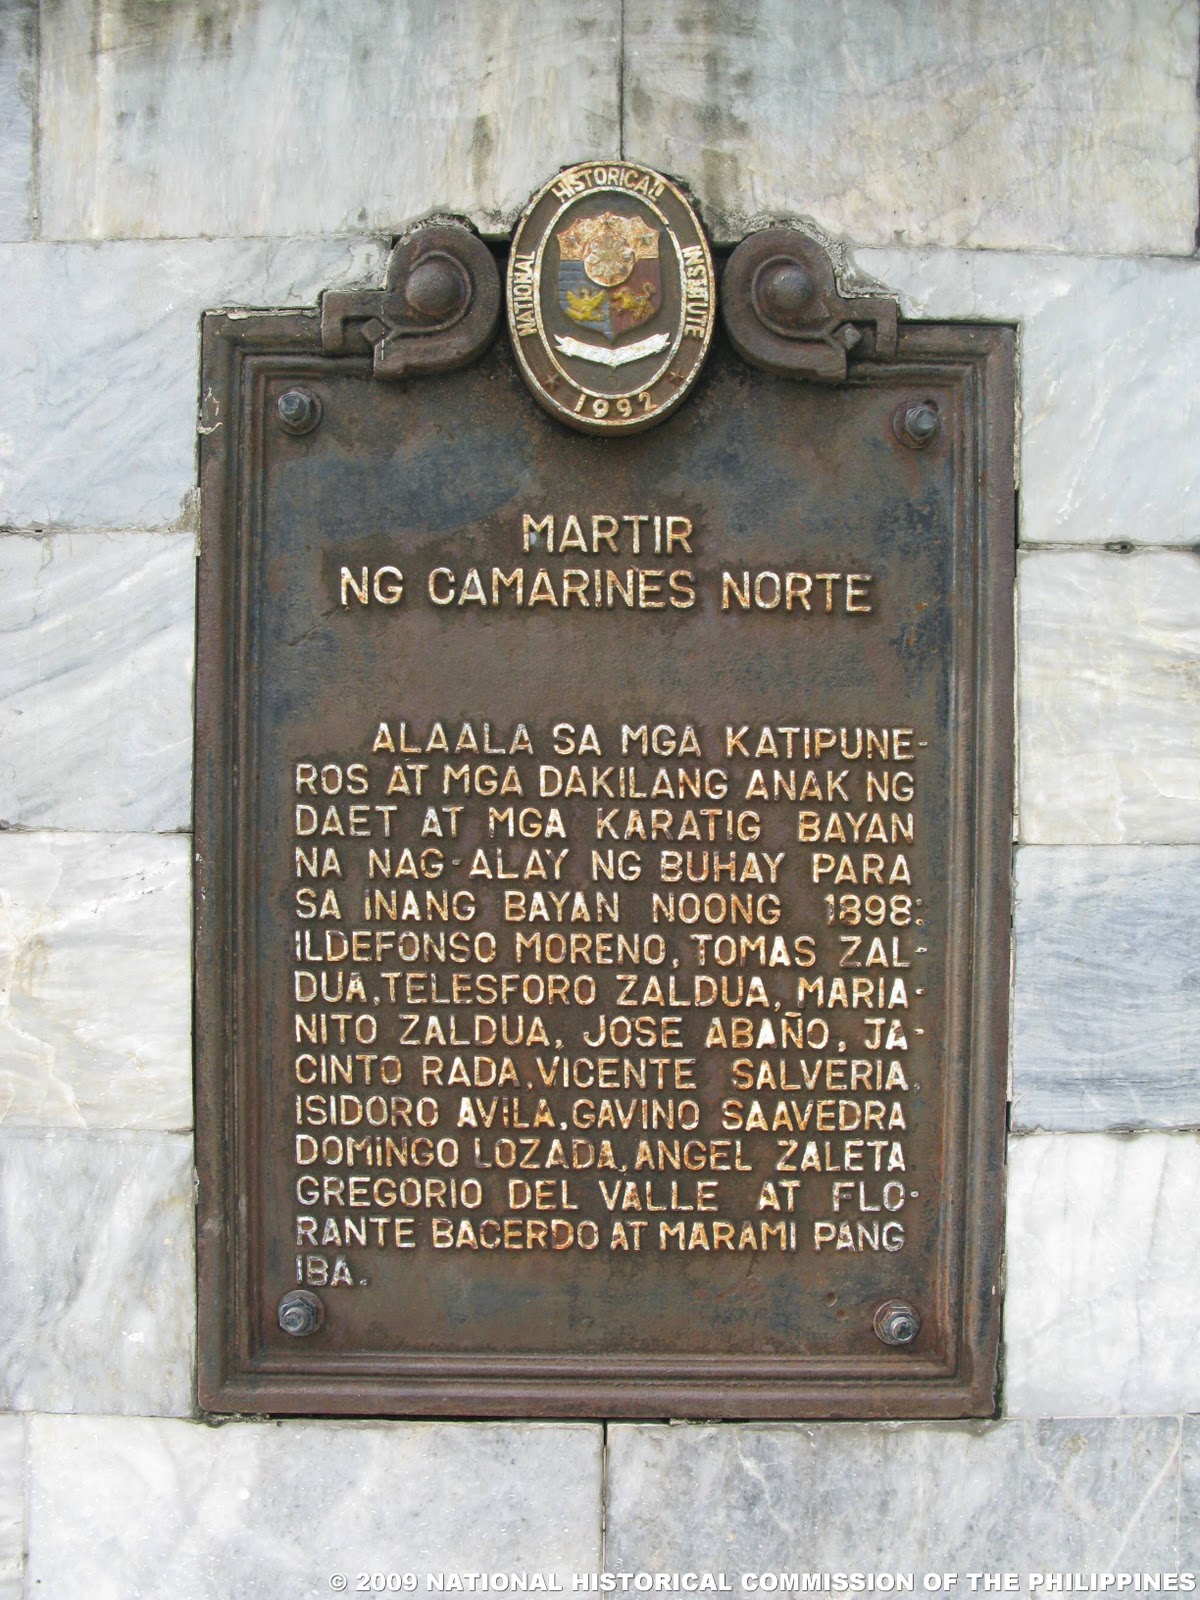 NATIONAL HISTORICAL INSTITUTE
1992
MARTIR
NG CAMARINES NORTE
ALAALA SA MGA KATIPUNE-
ROS AT MGA DAKILANG ANAK NG
DAET AT MGA KARATIG BAYAN
NA NAG-ALAY NG BUHAY PARA
SA INANG BAYAN NOONG 1898:
ILDEFONSO MORENO, TOMAS ZAL-
DUA, TELESFORO ZALDUA, MARIA-
NITO ZALDUA, JOSE ABAÑO, JA-
CINTO RADA, VICENTE SALVERIA,
ISIDORO AVILA, GAVINO SAAVEDRA
DOMINGO LOZADA, ANGEL ZALETA
GREGORIO DEL VALLE AT FLO-
RANTE BACERDO AT MARAMI PANG
IBA.
© 2009 NATIONAL HISTORICAL COMMISSION OF THE PHILIPPINES